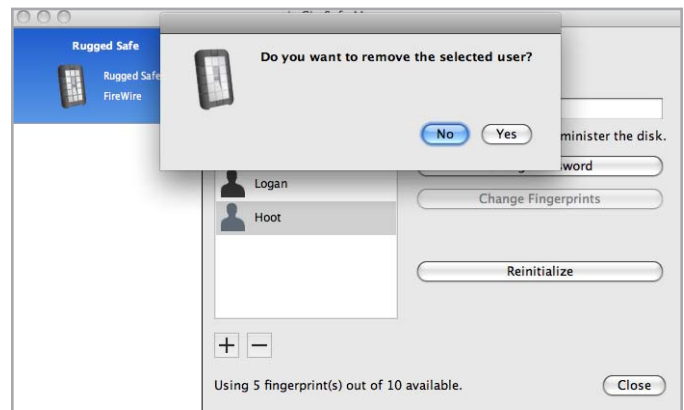 Rugged Safe
Rugged Safe
FireWire
Do you want to remove the selected user?
No
Yes
minister the disk.
Logan
Change Fingerprints
Hoot
Reinitialize
+
−
Using 5 fingerprint(s) out of 10 available.
Close